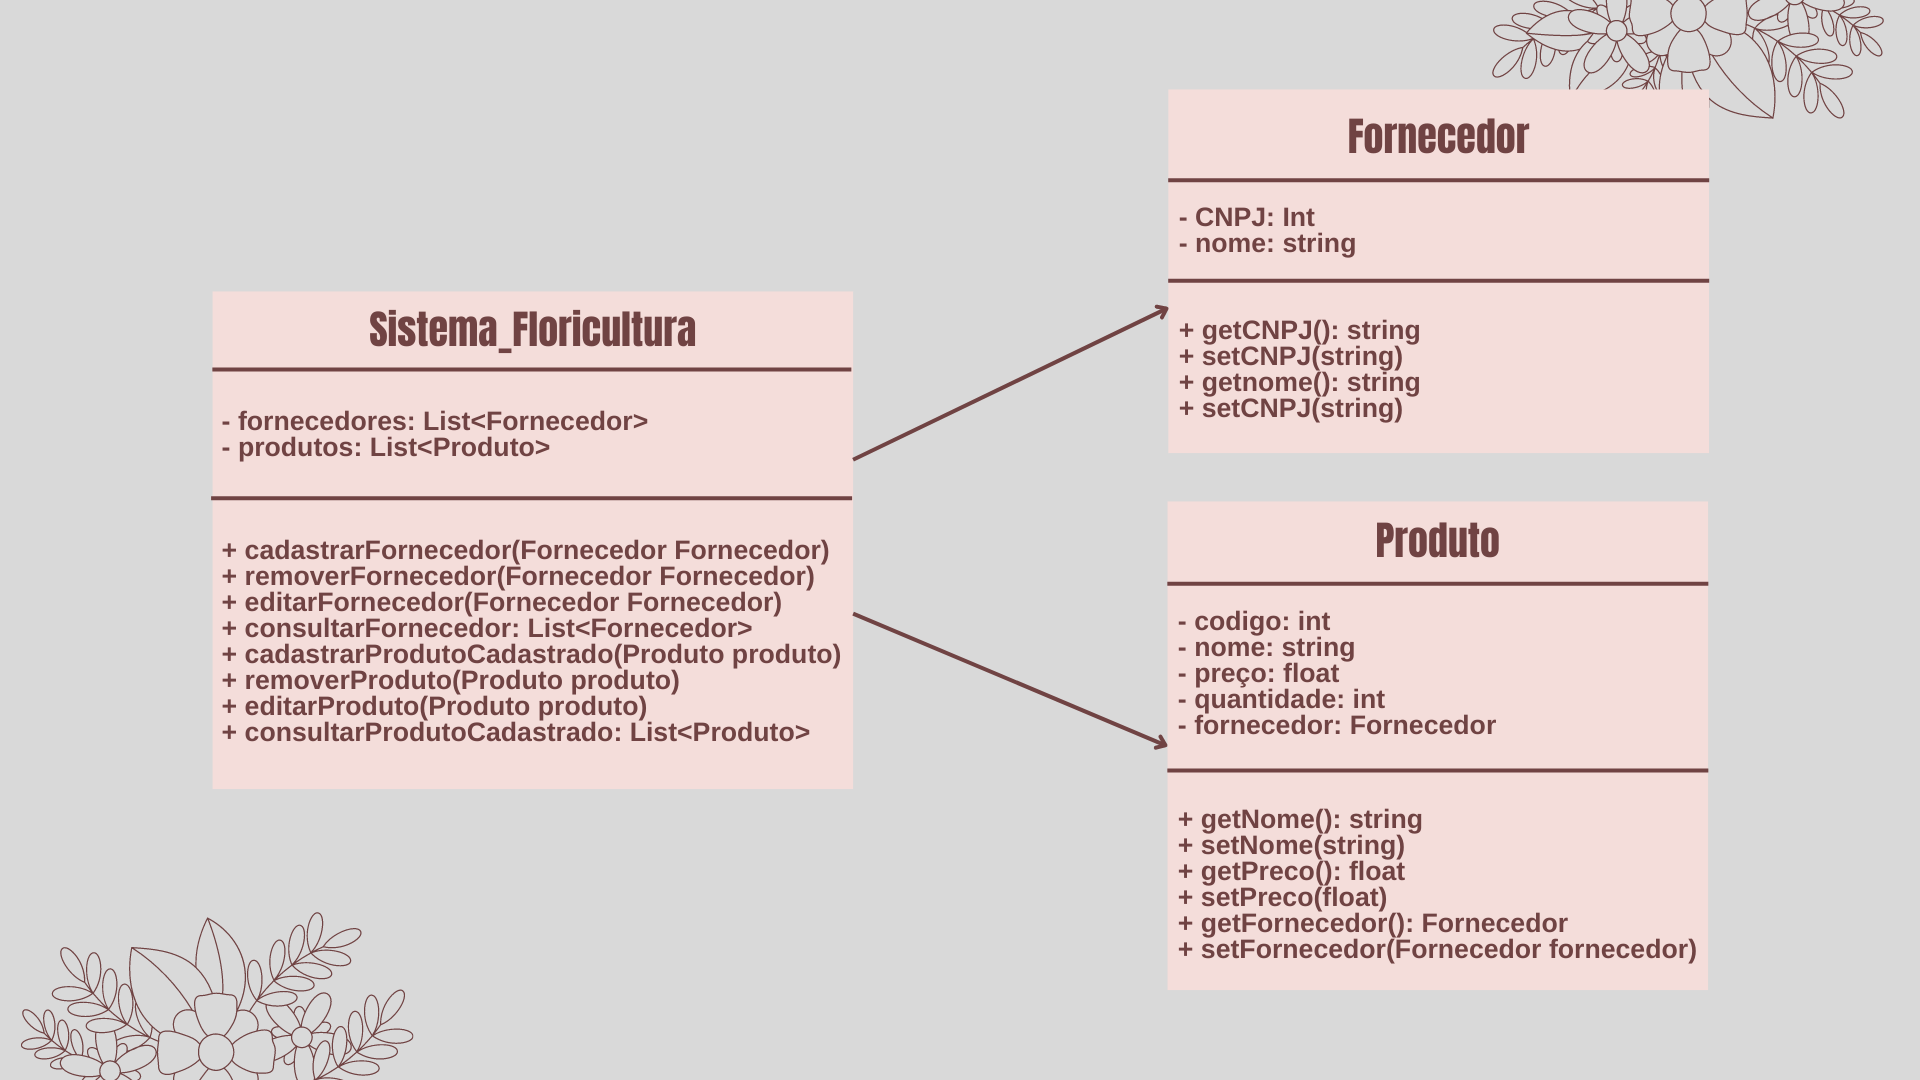 Sistema_Floricultura
- fornecedores: List<Fornecedor>
- produtos: List<Produto>
+ cadastrarFornecedor(Fornecedor Fornecedor)
+ removerFornecedor(Fornecedor Fornecedor)
+ editarFornecedor(Fornecedor Fornecedor)
+ consultarFornecedor: List<Fornecedor>
+ cadastrarProdutoCadastrado(Produto produto)
+ removerProduto(Produto produto)
+ editarProduto(Produto produto)
+ consultarProdutoCadastrado: List<Produto>
Fornecedor
- CNPJ: Int
- nome: string
+ getCNPJ(): string
+ setCNPJ(string)
+ getnome(): string
+ setCNPJ(string)
Produto
- codigo: int
- nome: string
- preço: float
- quantidade: int
- fornecedor: Fornecedor
+ getNome(): string
+ setNome(string)
+ getPreco(): float
+ setPreco(float)
+ getFornecedor(): Fornecedor
+ setFornecedor(Fornecedor fornecedor)